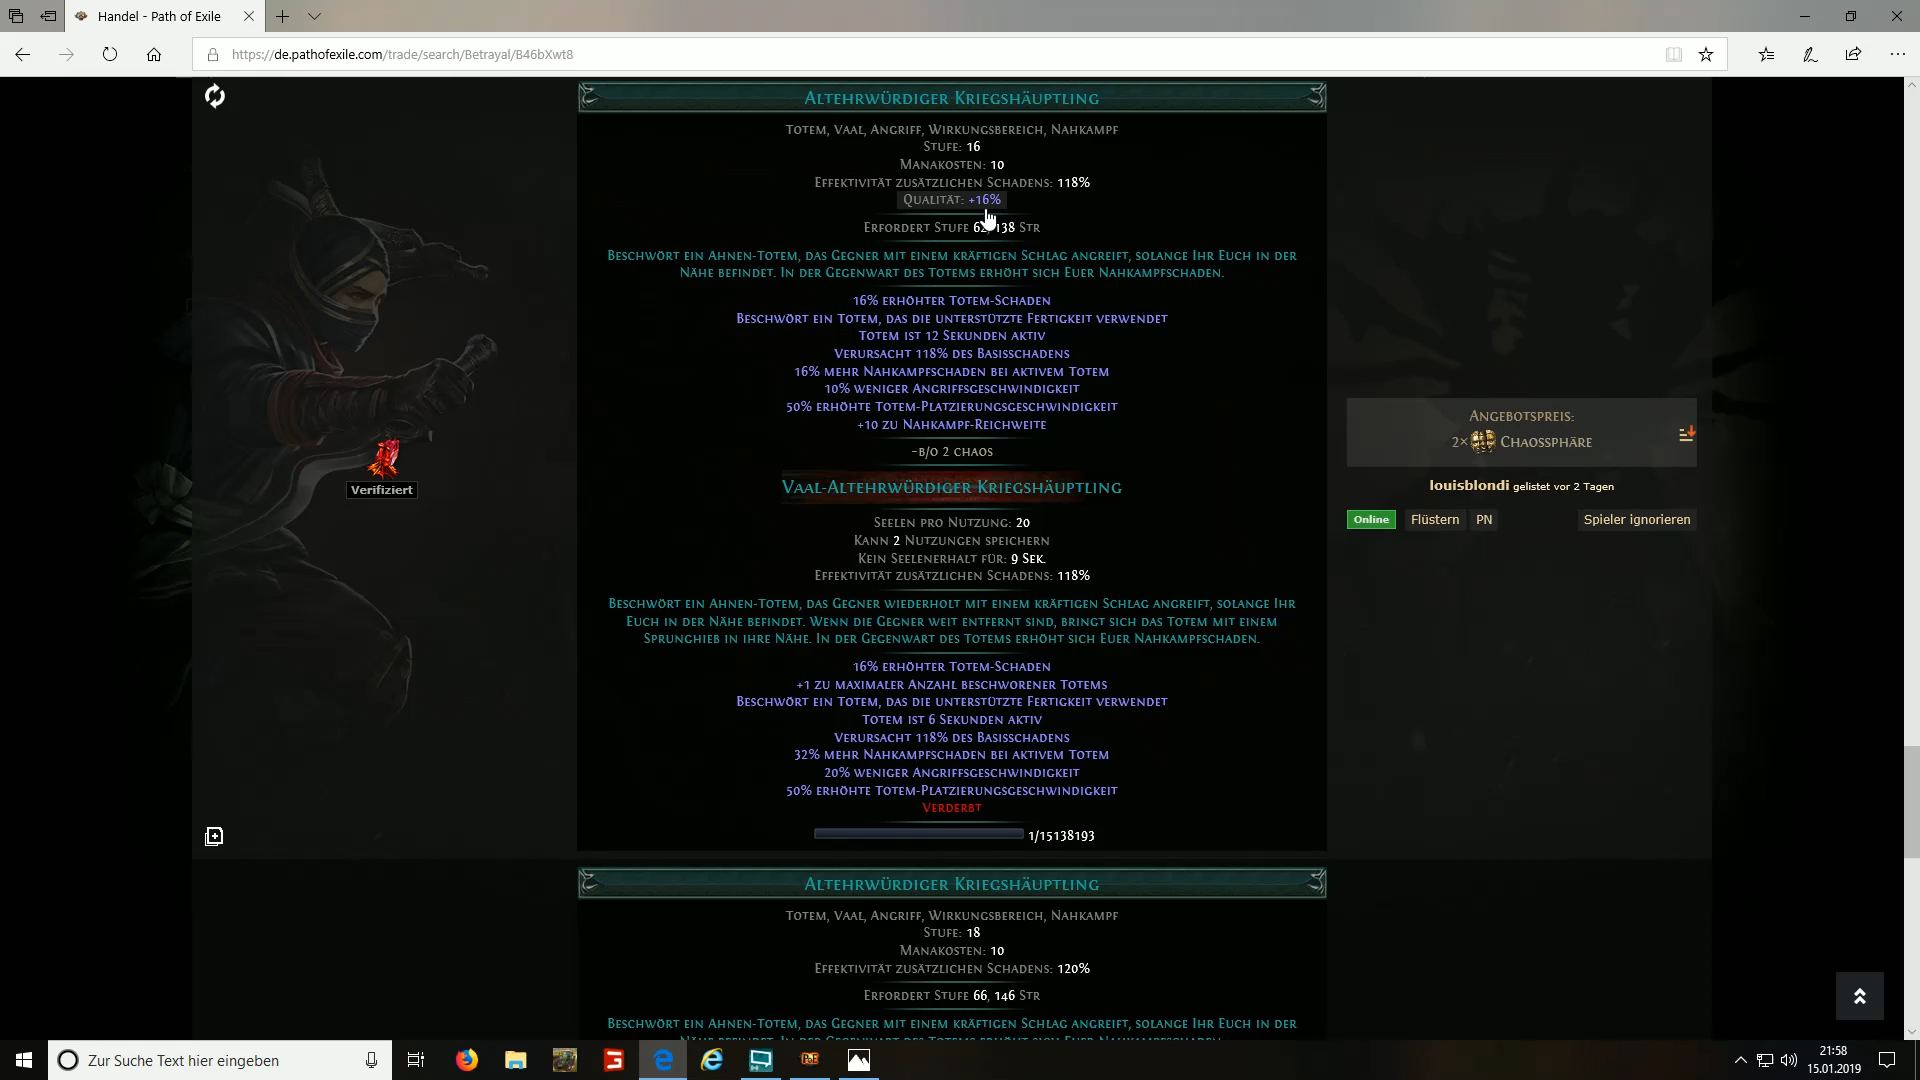 Handel - Path of Exile
https://de.pathofexile.com/trade/search/Betrayal/B46bXwt8
Altehrwürdiger Kriegshäuptling
Totem, Vaal, Angriff, Wirkungsbereich, Nahkampf
Stufe: 16
Manakosten: 10
Effektivität zusätzlichen Schadens: 118%
Qualität: +16%
Erfordert Stufe 62, 138 Str
Beschwört ein Ahnen-Totem, das Gegner mit einem kräftigen Schlag angreift, solange Ihr Euch in der
Nähe befindet. In der Gegenwart des Totems erhöht sich Euer Nahkampfschaden.
16% erhöhter Totem-Schaden
Beschwört ein Totem, das die unterstützte Fertigkeit verwendet
Totem ist 12 Sekunden aktiv
Verursacht 118% des Basisschadens
16% mehr Nahkampfschaden bei aktivem Totem
10% weniger Angriffsgeschwindigkeit
50% erhöhte Totem-Platzierungsgeschwindigkeit
+10 zu Nahkampf-Reichweite
~b/o 2 chaos
Verifiziert
Angebotspreis:
2× Chaossphäre
louisblondi gelistet vor 2 Tagen
Online Flüstern PN Spieler ignorieren
Vaal-Altehrwürdiger Kriegshäuptling
Seelen pro Nutzung: 20
Kann 2 Nutzungen speichern
Kein Seelenerhalt für: 9 Sek.
Effektivität zusätzlichen Schadens: 118%
Beschwört ein Ahnen-Totem, das Gegner wiederholt mit einem kräftigen Schlag angreift, solange Ihr
Euch in der Nähe befindet. Wenn die Gegner weit entfernt sind, bringt sich das Totem mit einem
Sprunghieb in ihre Nähe. In der Gegenwart des Totems erhöht sich Euer Nahkampfschaden.
16% erhöhter Totem-Schaden
+1 zu maximaler Anzahl beschworener Totems
Beschwört ein Totem, das die unterstützte Fertigkeit verwendet
Totem ist 6 Sekunden aktiv
Verursacht 118% des Basisschadens
32% mehr Nahkampfschaden bei aktivem Totem
20% weniger Angriffsgeschwindigkeit
50% erhöhte Totem-Platzierungsgeschwindigkeit
Verderbt
1/15138193
Altehrwürdiger Kriegshäuptling
Totem, Vaal, Angriff, Wirkungsbereich, Nahkampf
Stufe: 18
Manakosten: 10
Effektivität zusätzlichen Schadens: 120%
Erfordert Stufe 66, 146 Str
Beschwört ein Ahnen-Totem, das Gegner mit einem kräftigen Schlag angreift, solange Ihr Euch in der
Nähe befindet. In der Gegenwart des Totems erhöht sich Euer Nahkampfschaden.
Zur Suche Text hier eingeben
21:58
15.01.2019